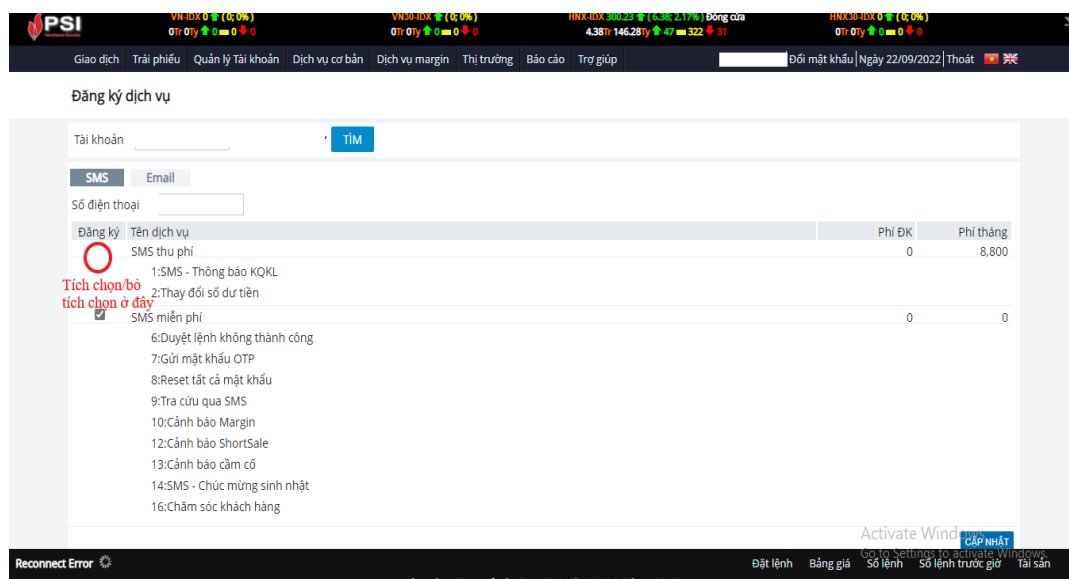 PSI
VN-IDX 0 ( 0; 0% )
0Tr 0Ty 0 0 0
VN30-IDX ( 0; 0% )
0Tr 0Ty 0 0 0
HNX-IDX 300.23 ( 6.38; 2.17% ) Đóng cửa
4.38Tr 146.28Ty 47 322 31
HNX30-IDX 0 ( 0; 0% )
0Tr 0Ty 0 0 0
Giao dịch Trái phiếu Quản lý Tài khoản Dịch vụ cơ bản Dịch vụ margin Thị trường Báo cáo Trợ giúp Đổi mật khẩu|Ngày 22/09/2022|Thoát
Đăng ký dịch vụ
Tài khoản TÌM
SMS Email
Số điện thoại
Đăng ký Tên dịch vụ Phí ĐK Phí tháng
SMS thu phí 0 8,800
1:SMS - Thông báo KQKL
Tích chọn/bỏ
tích chọn ở đây
2:Thay đổi số dư tiền
SMS miễn phí 0 0
6:Duyệt lệnh không thành công
7:Gửi mật khẩu OTP
8:Reset tất cả mật khẩu
9:Tra cứu qua SMS
10:Cảnh báo Margin
12:Cảnh báo ShortSale
13:Cảnh báo cầm cố
14:SMS - Chúc mừng sinh nhật
16:Chăm sóc khách hàng
Activate Windows
CẬP NHẬT
Go to Settings to activate Windows.
Reconnect Error Đặt lệnh Bảng giá Sổ lệnh Sổ lệnh trước giờ Tài sản